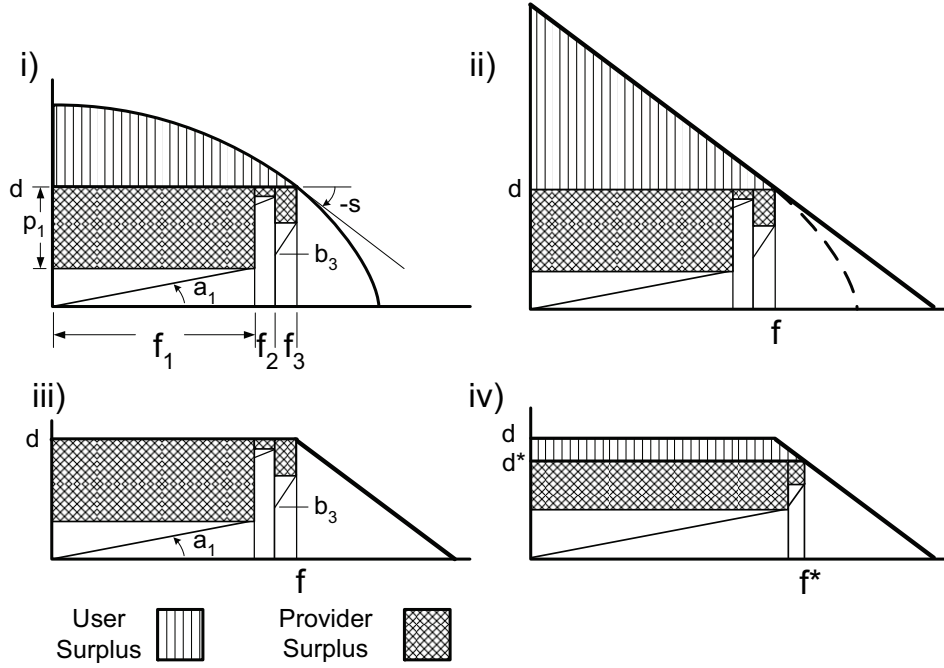 i)
d
p1
-s
b3
a1
f1 f2 f3
ii)
d
f
iii)
d
b3
a1
f
iv)
d
d*
f*
User Surplus
Provider Surplus